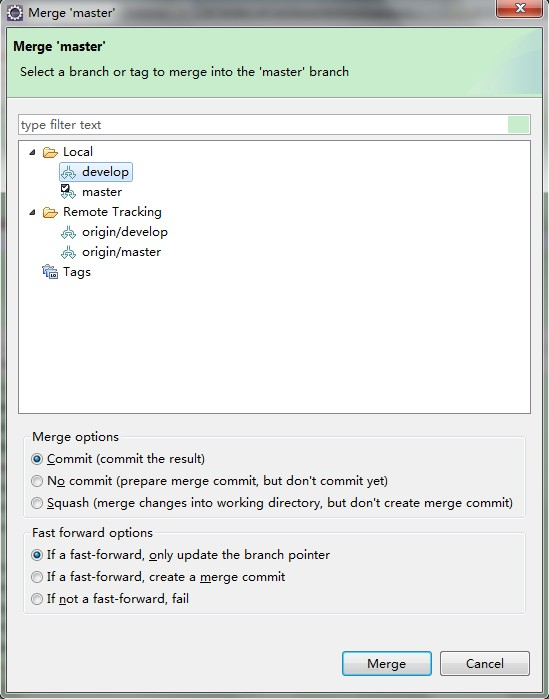 Merge 'master'
Merge 'master'
Select a branch or tag to merge into the 'master' branch
type filter text
Local
develop
master
Remote Tracking
origin/develop
origin/master
Tags
Merge options
Commit (commit the result)
No commit (prepare merge commit, but don't commit yet)
Squash (merge changes into working directory, but don't create merge commit)
Fast forward options
If a fast-forward, only update the branch pointer
If a fast-forward, create a merge commit
If not a fast-forward, fail
Merge Cancel